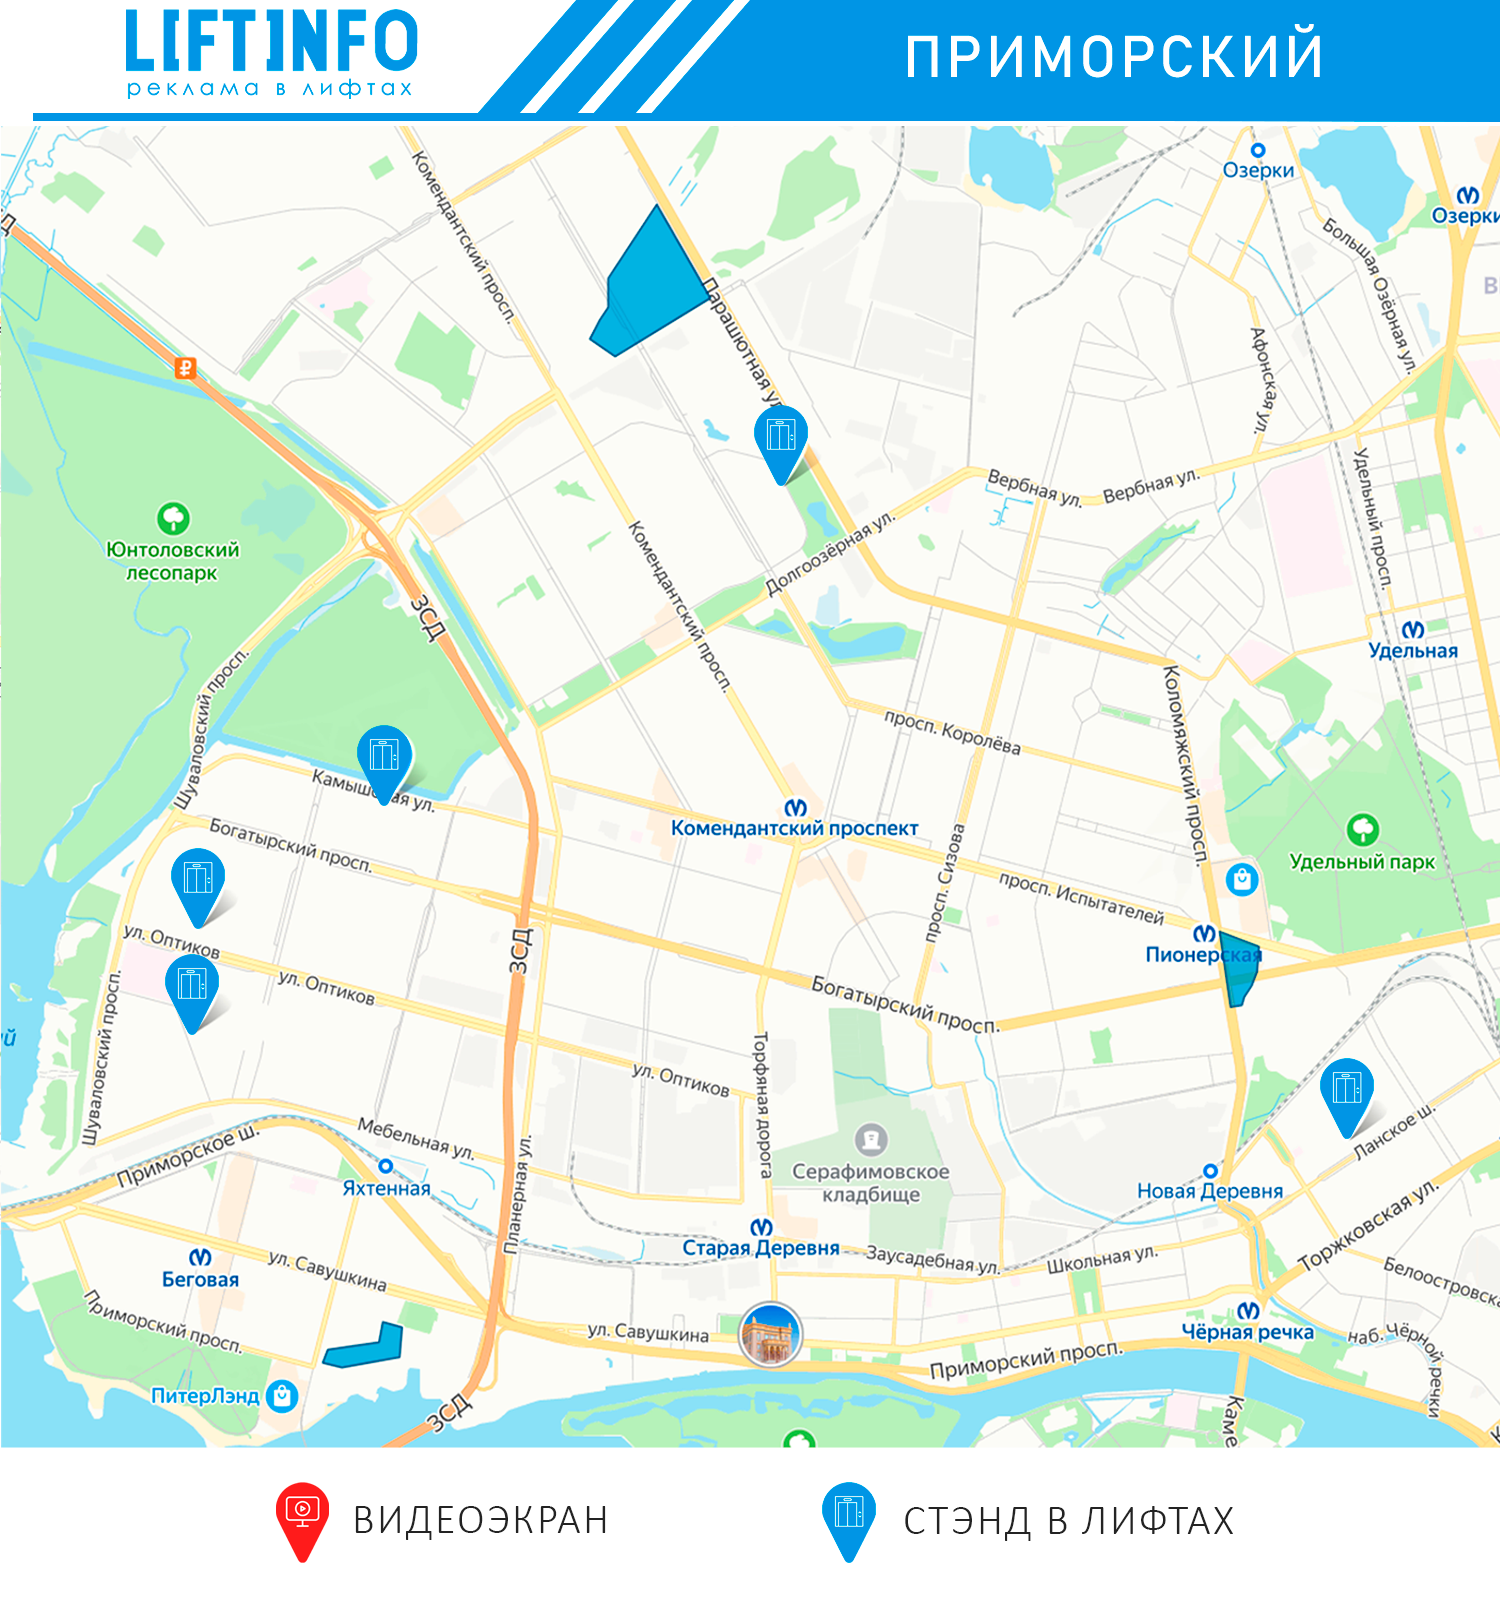 LIFTINFO
реклама в лифтах
ПРИМОРСКИЙ
Озерки
Озерки
Большая Озёрная ул.
Комендантский просп.
Парашютная ул.
Афонская ул.
Вербная ул.
Вербная ул.
Удельный просп.
Юнтоловский
лесопарк
Долгоозёрная ул.
Комендантский просп.
ЗСД
Удельная
Шуваловский просп.
Коломяжский просп.
просп. Королёва
Камышовая ул.
Комендантский проспект
Богатырский просп.
просп. Сизова
Удельный парк
просп. Испытателей
ул. Оптиков
ЗСД
Пионерская
ул. Оптиков
Богатырский просп.
Шуваловский просп.
ул. Оптиков
Торфяная дорога
Приморское ш.
Мебельная ул.
Ланское ш.
Серафимовское
кладбище
Яхтенная
Планерная ул.
Новая Деревня
Торжковская ул.
Старая Деревня
Заусадебная ул.
Школьная ул.
Беговая
ул. Савушкина
Белоостровска
Приморский просп.
ул. Савушкина
Чёрная речка
наб. Чёрной речки
Приморский просп.
ПитерЛэнд
ЗСД
Каме
ВИДЕОЭКРАН
СТЭНД В ЛИФТАХ